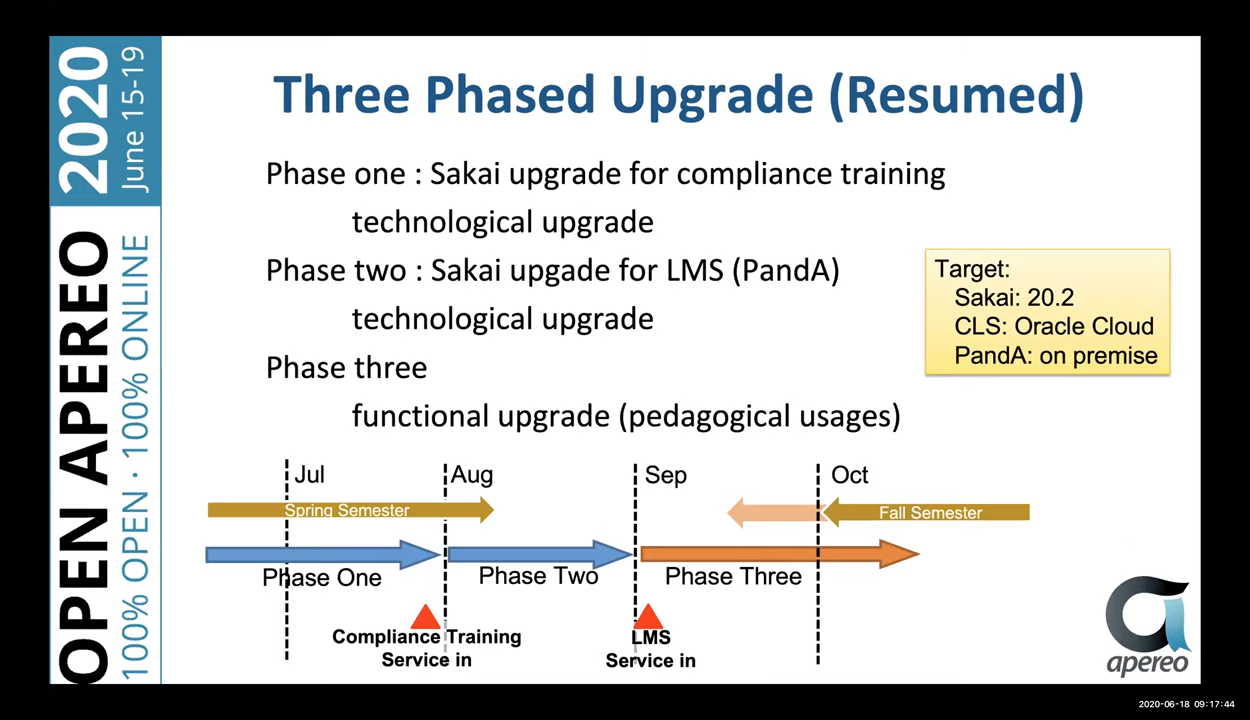 OPEN APEREO 2020
100% OPEN · 100% ONLINE June 15-19
Three Phased Upgrade (Resumed)
Phase one : Sakai upgrade for compliance training
technological upgrade
Phase two : Sakai upgade for LMS (PandA)
technological upgrade
Phase three
functional upgrade (pedagogical usages)
Target:
Sakai: 20.2
CLS: Oracle Cloud
PandA: on premise
Jul Aug Sep Oct
Spring Semester Fall Semester
Phase One Phase Two Phase Three
Compliance Training
Service in
LMS
Service in
apereo
2020-06-18 09:17:44